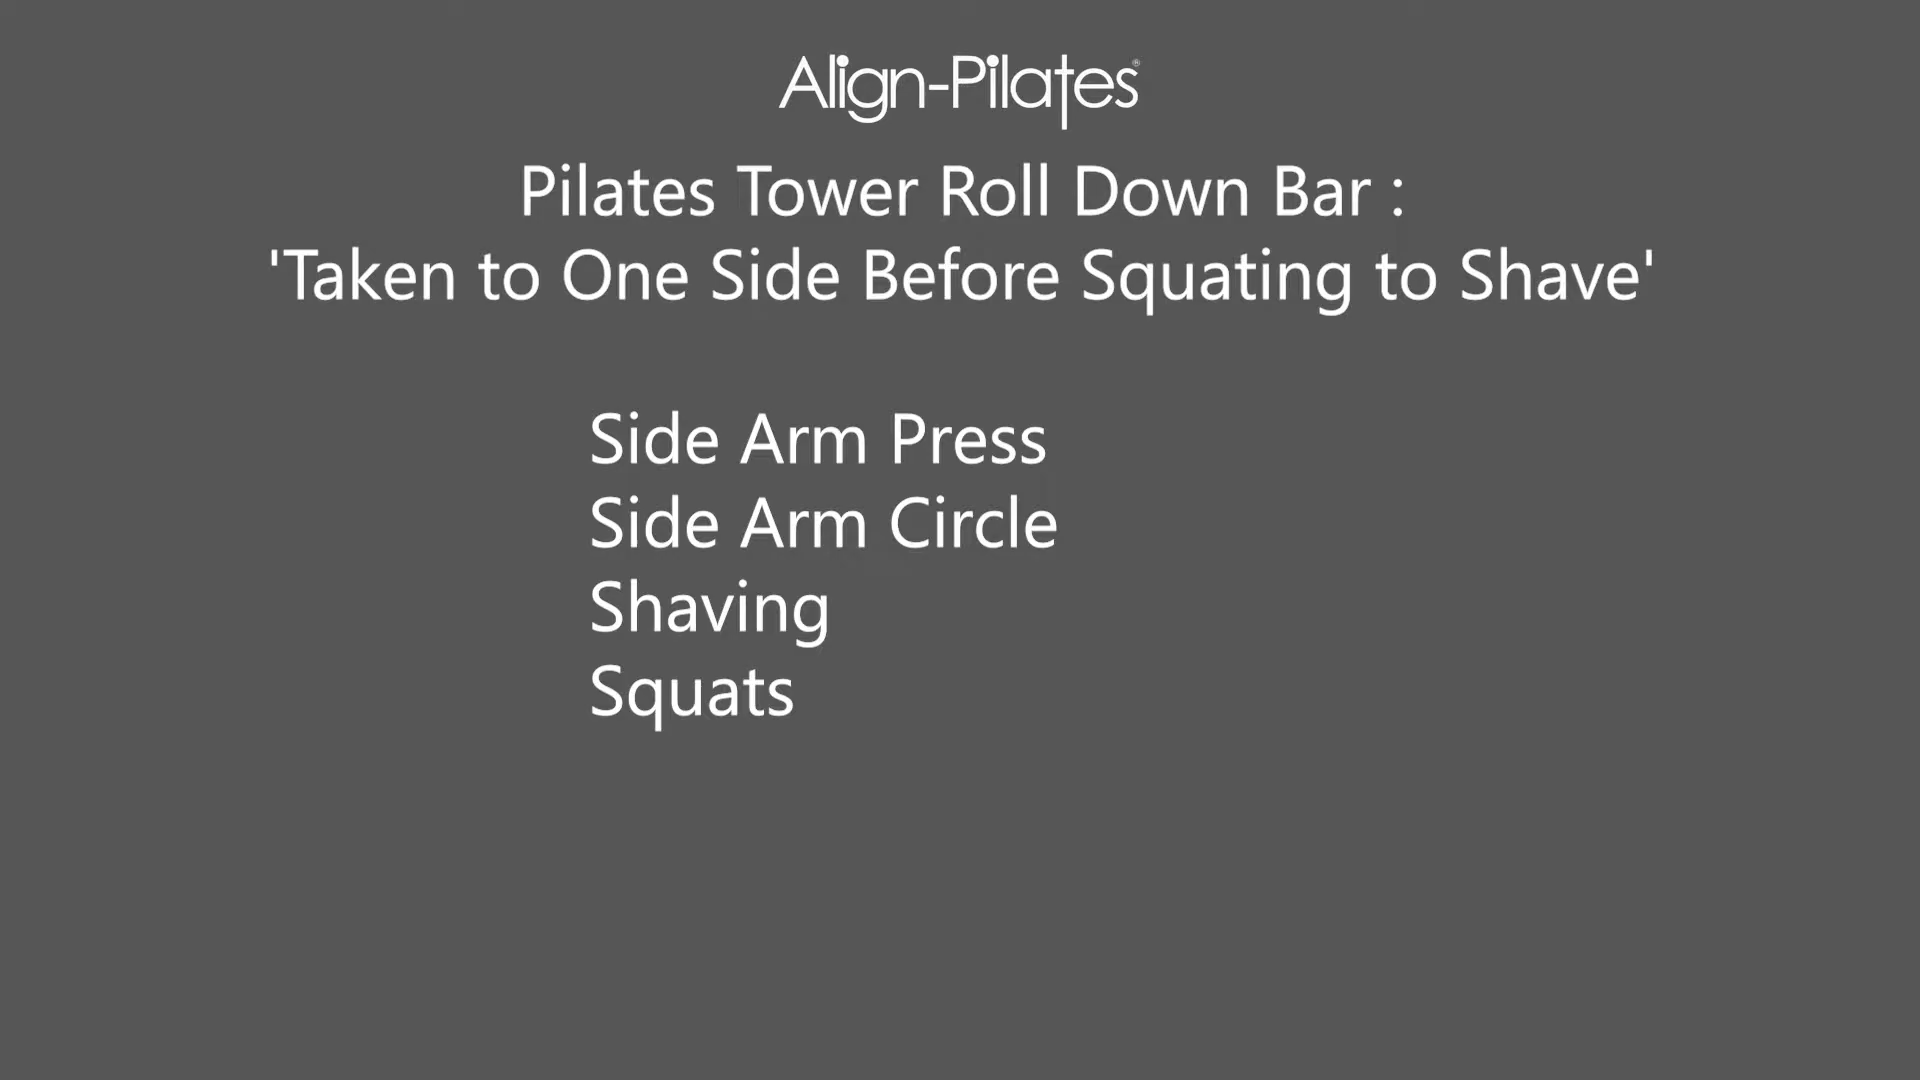 Align-Pilates®
Pilates Tower Roll Down Bar :
'Taken to One Side Before Squating to Shave'
Side Arm Press
Side Arm Circle
Shaving
Squats